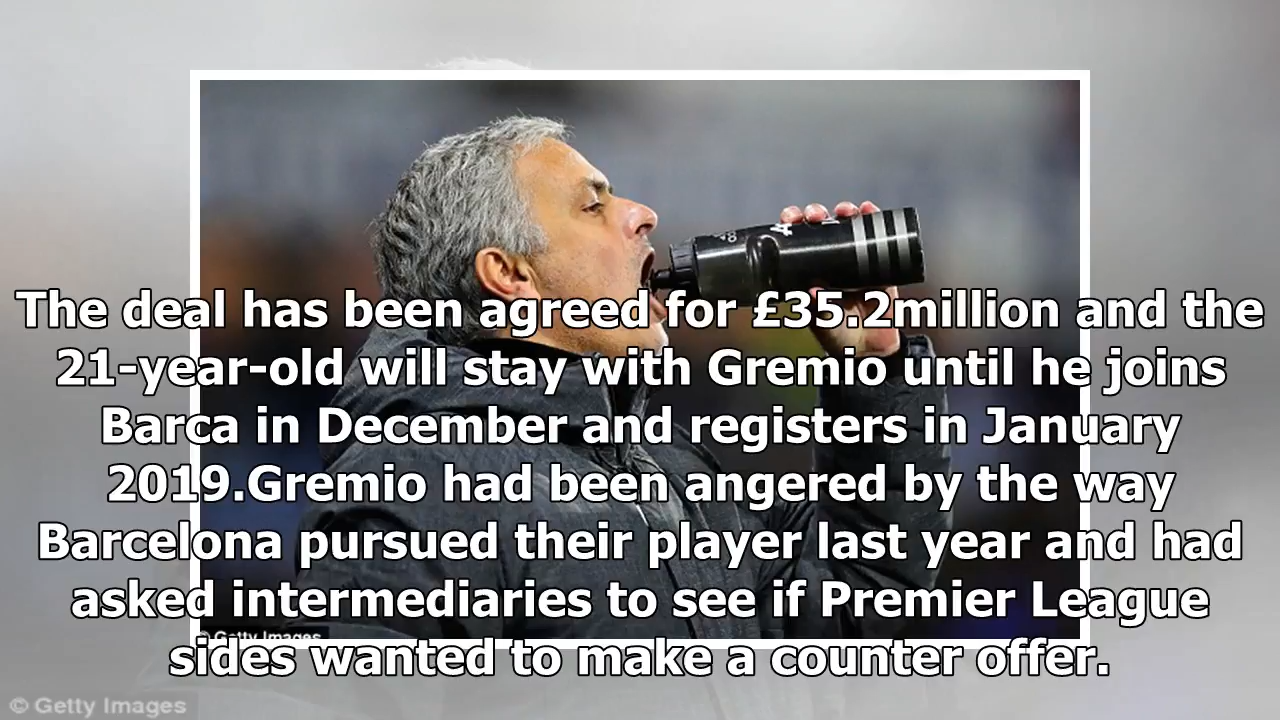 The deal has been agreed for £35.2million and the
21-year-old will stay with Gremio until he joins
Barca in December and registers in January
2019.Gremio had been angered by the way
Barcelona pursued their player last year and had
asked intermediaries to see if Premier League
sides wanted to make a counter offer.
© Getty Images
© Getty Images